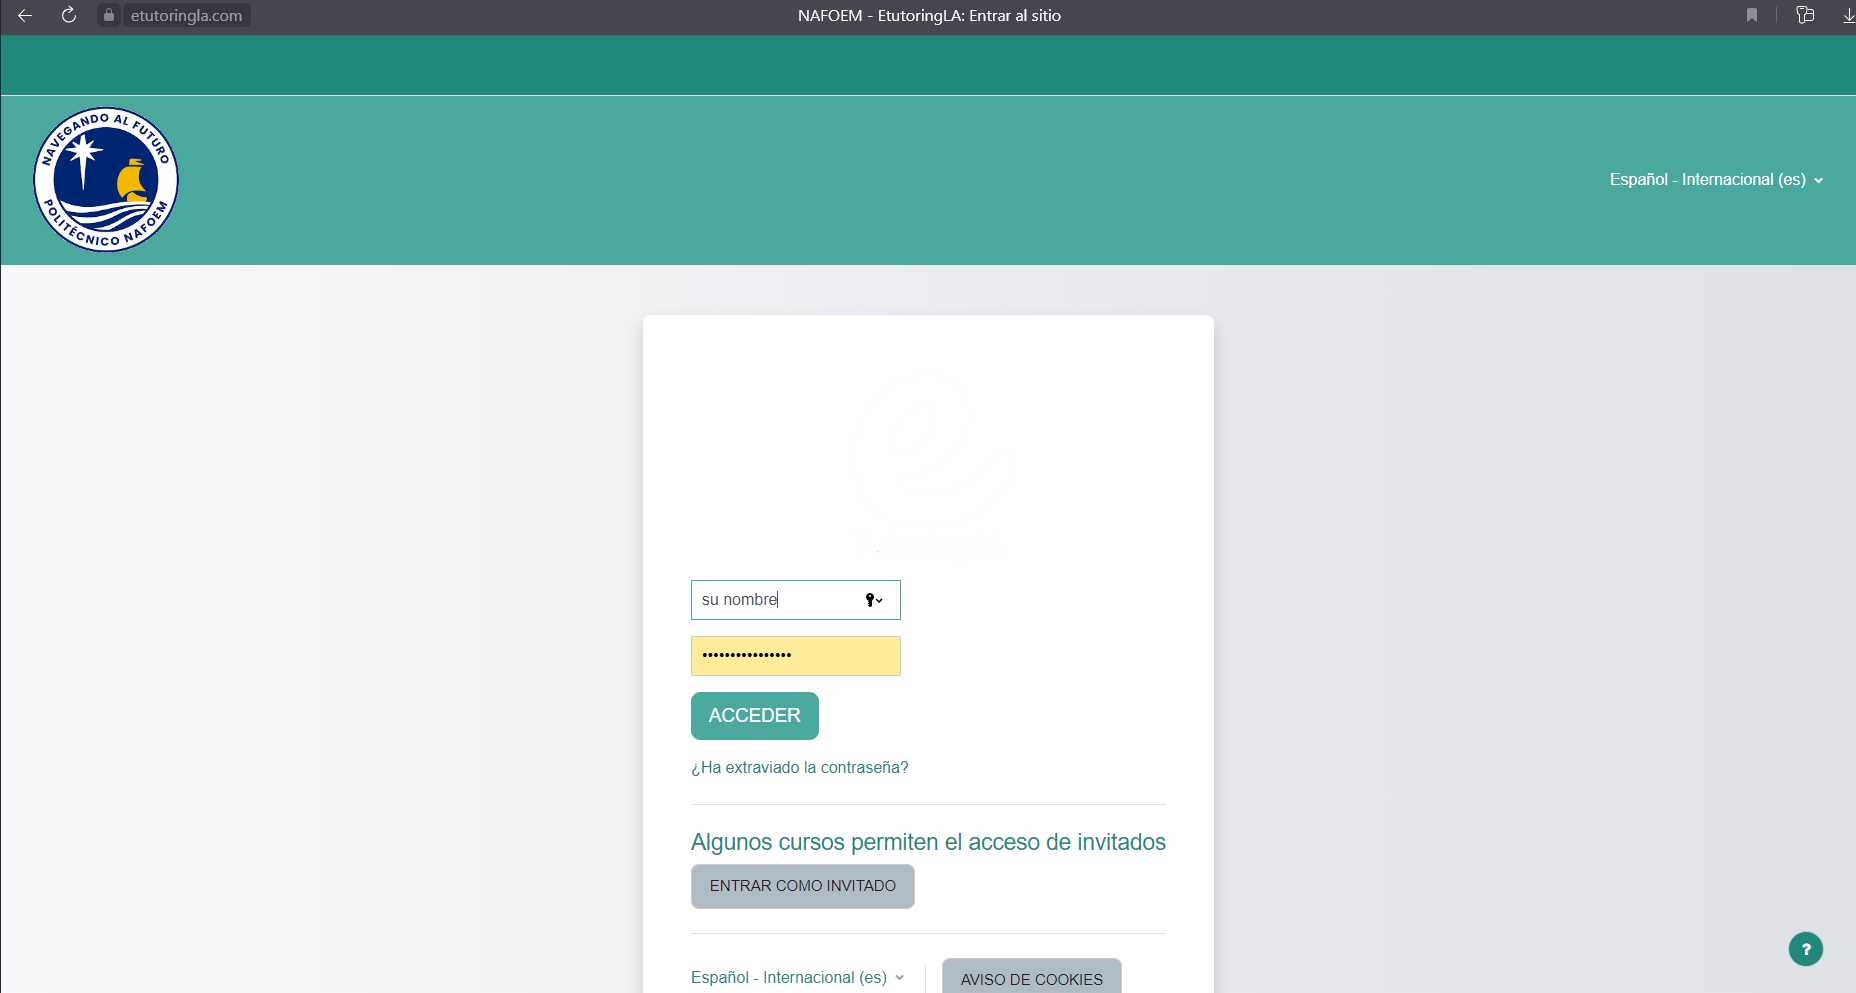 etutoringla.com
NAFOEM - EtutoringLA: Entrar al sitio
NAVEGANDO AL FUTURO
POLITÉCNICO NAFOEM
Español - Internacional (es)
su nombre
••••••••••••••••
ACCEDER
¿Ha extraviado la contraseña?
Algunos cursos permiten el acceso de invitados
ENTRAR COMO INVITADO
Español - Internacional (es)
AVISO DE COOKIES
?